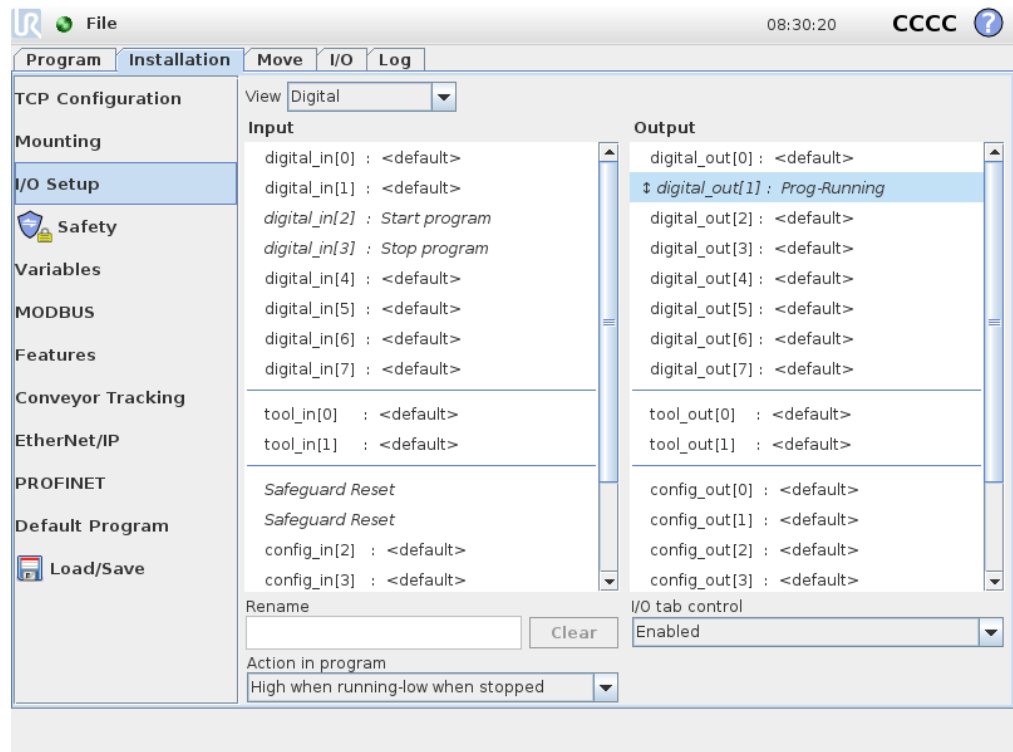 UR File 08:30:20 CCCC ?
Program Installation Move I/O Log
TCP Configuration
Mounting
I/O Setup
Safety
Variables
MODBUS
Features
Conveyor Tracking
EtherNet/IP
PROFINET
Default Program
Load/Save
View Digital
Input
digital_in[0] : <default>
digital_in[1] : <default>
digital_in[2] : Start program
digital_in[3] : Stop program
digital_in[4] : <default>
digital_in[5] : <default>
digital_in[6] : <default>
digital_in[7] : <default>
tool_in[0] : <default>
tool_in[1] : <default>
Safeguard Reset
Safeguard Reset
config_in[2] : <default>
config_in[3] : <default>
Output
digital_out[0] : <default>
↕ digital_out[1] : Prog-Running
digital_out[2] : <default>
digital_out[3] : <default>
digital_out[4] : <default>
digital_out[5] : <default>
digital_out[6] : <default>
digital_out[7] : <default>
tool_out[0] : <default>
tool_out[1] : <default>
config_out[0] : <default>
config_out[1] : <default>
config_out[2] : <default>
config_out[3] : <default>
Rename
Clear
Action in program
High when running-low when stopped
I/O tab control
Enabled